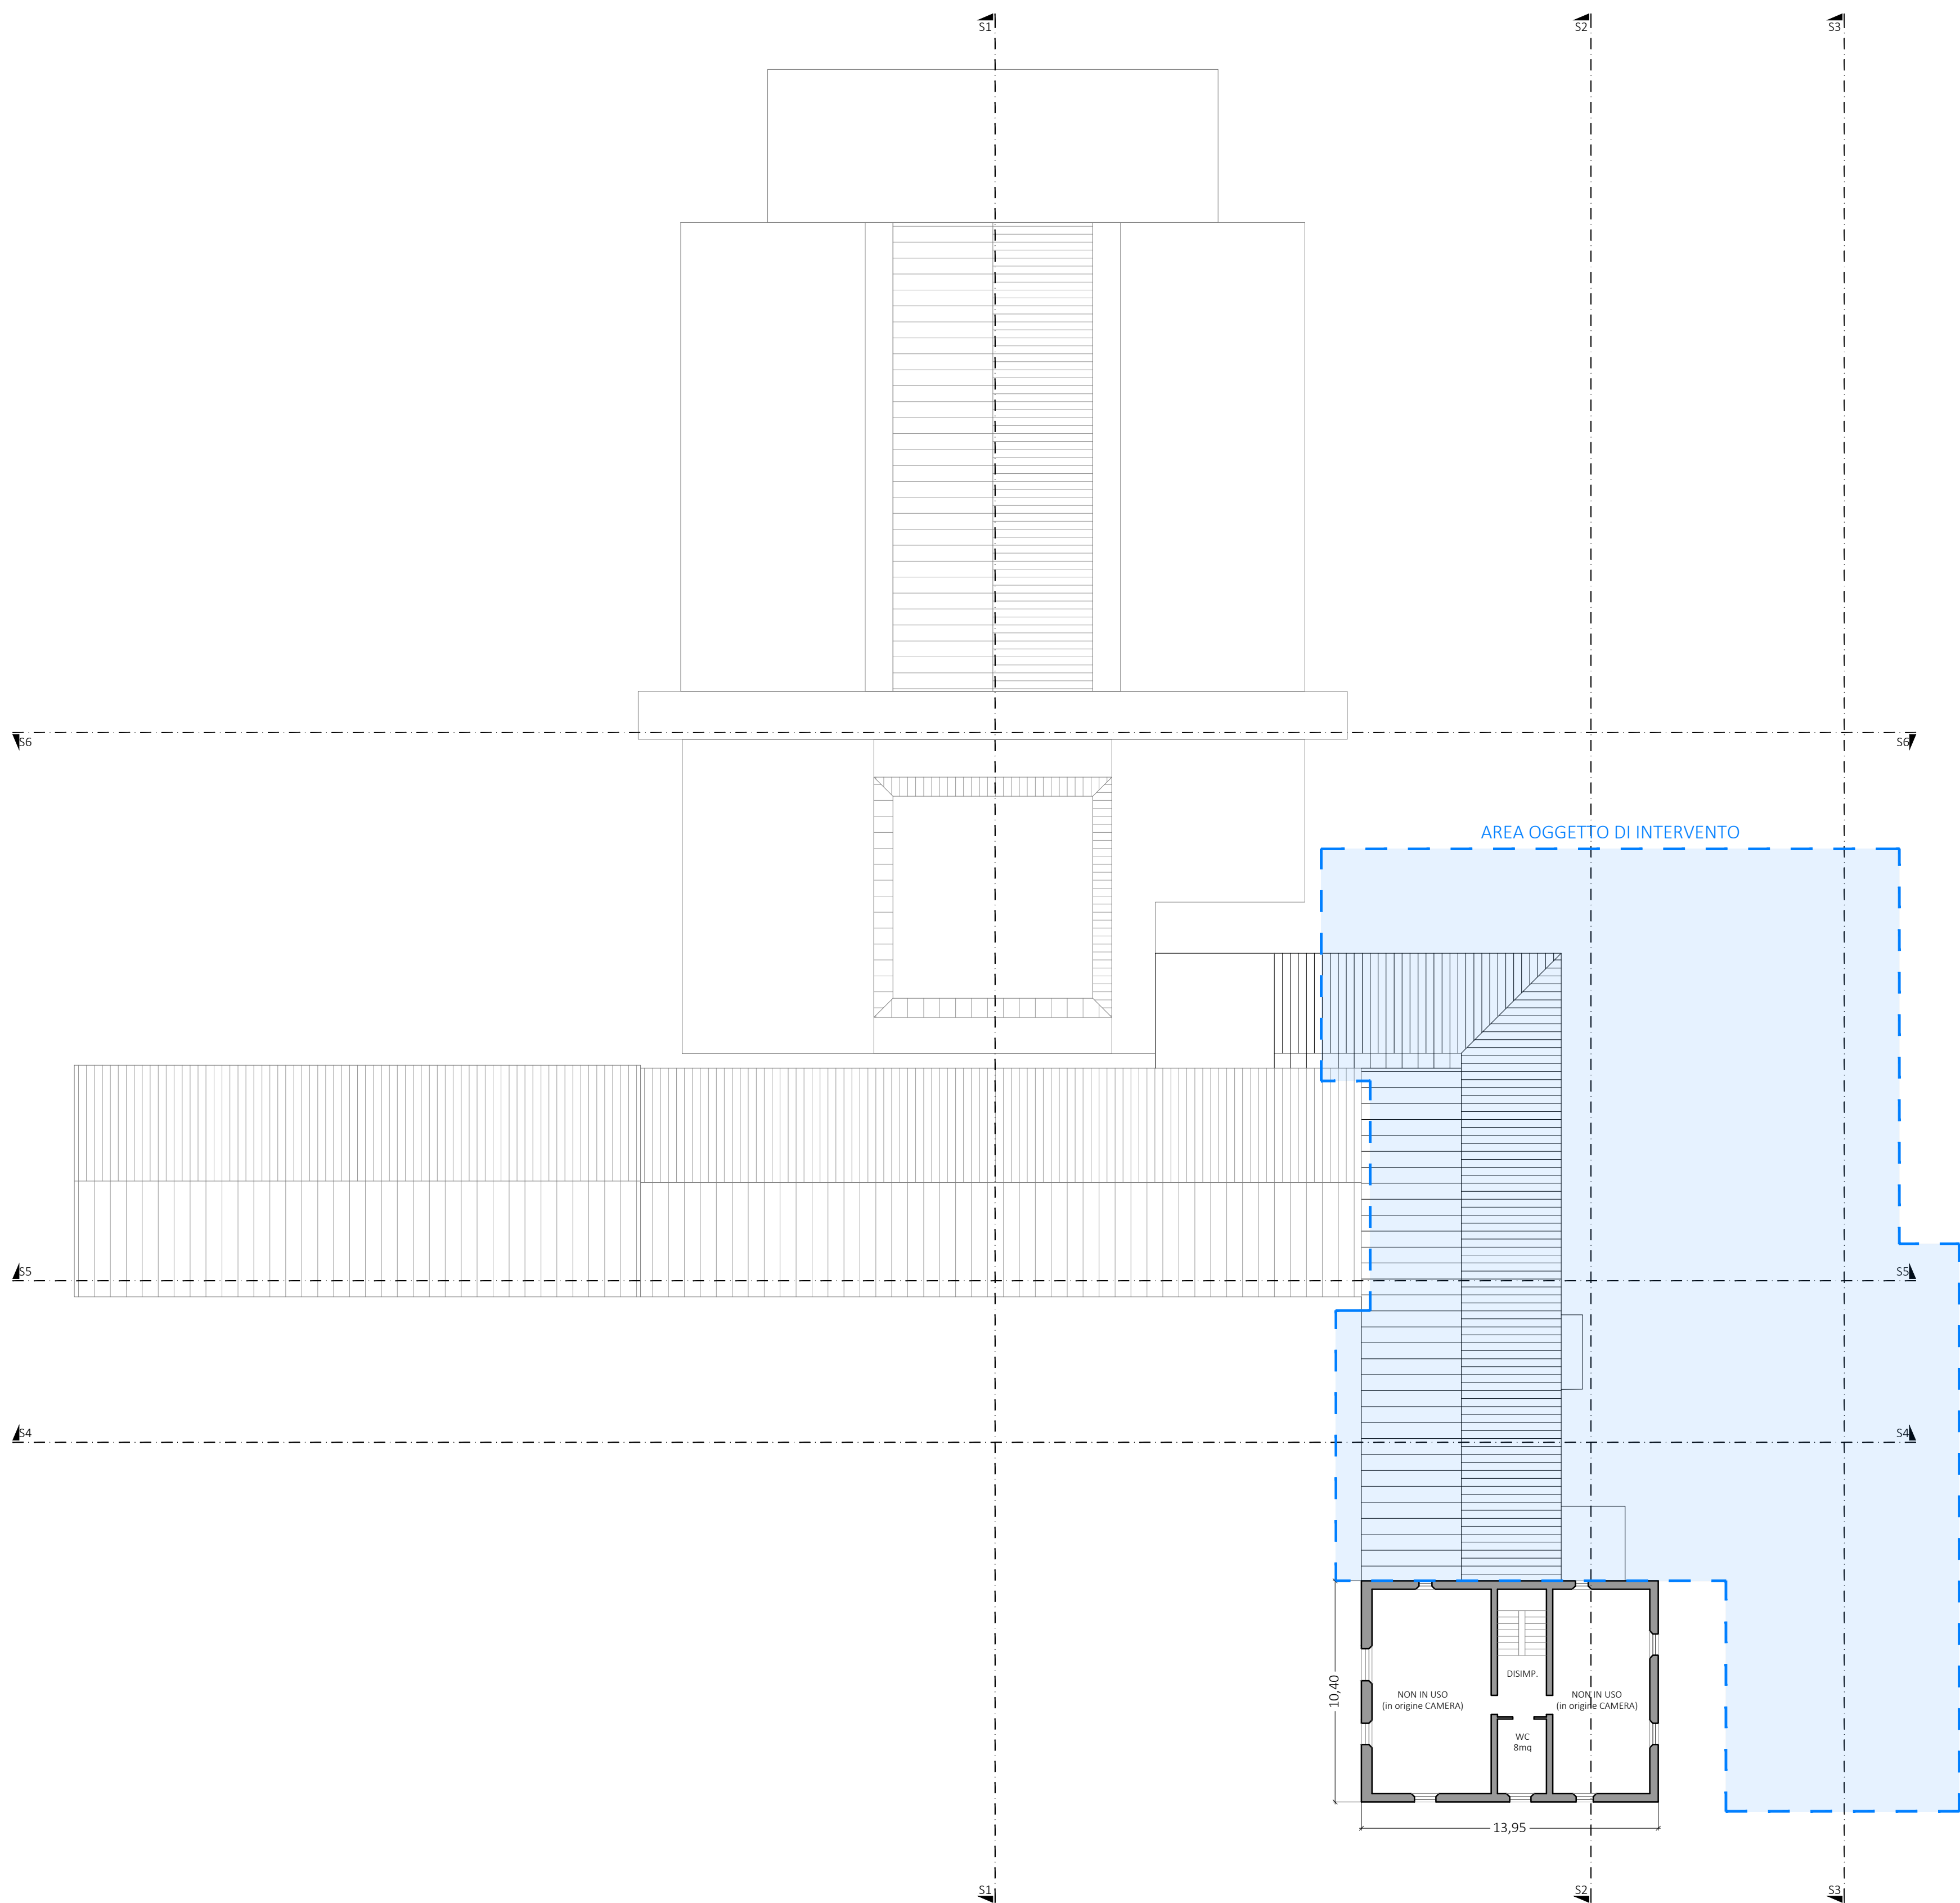 S1
S2
S3
S6
S6
AREA OGGETTO DI INTERVENTO
S5
S5
S4
S4
DISIMP.
10,40
NON IN USO
(in origine CAMERA)
NON IN USO
(in origine CAMERA)
WC
8mq
13,95
S1
S2
S3